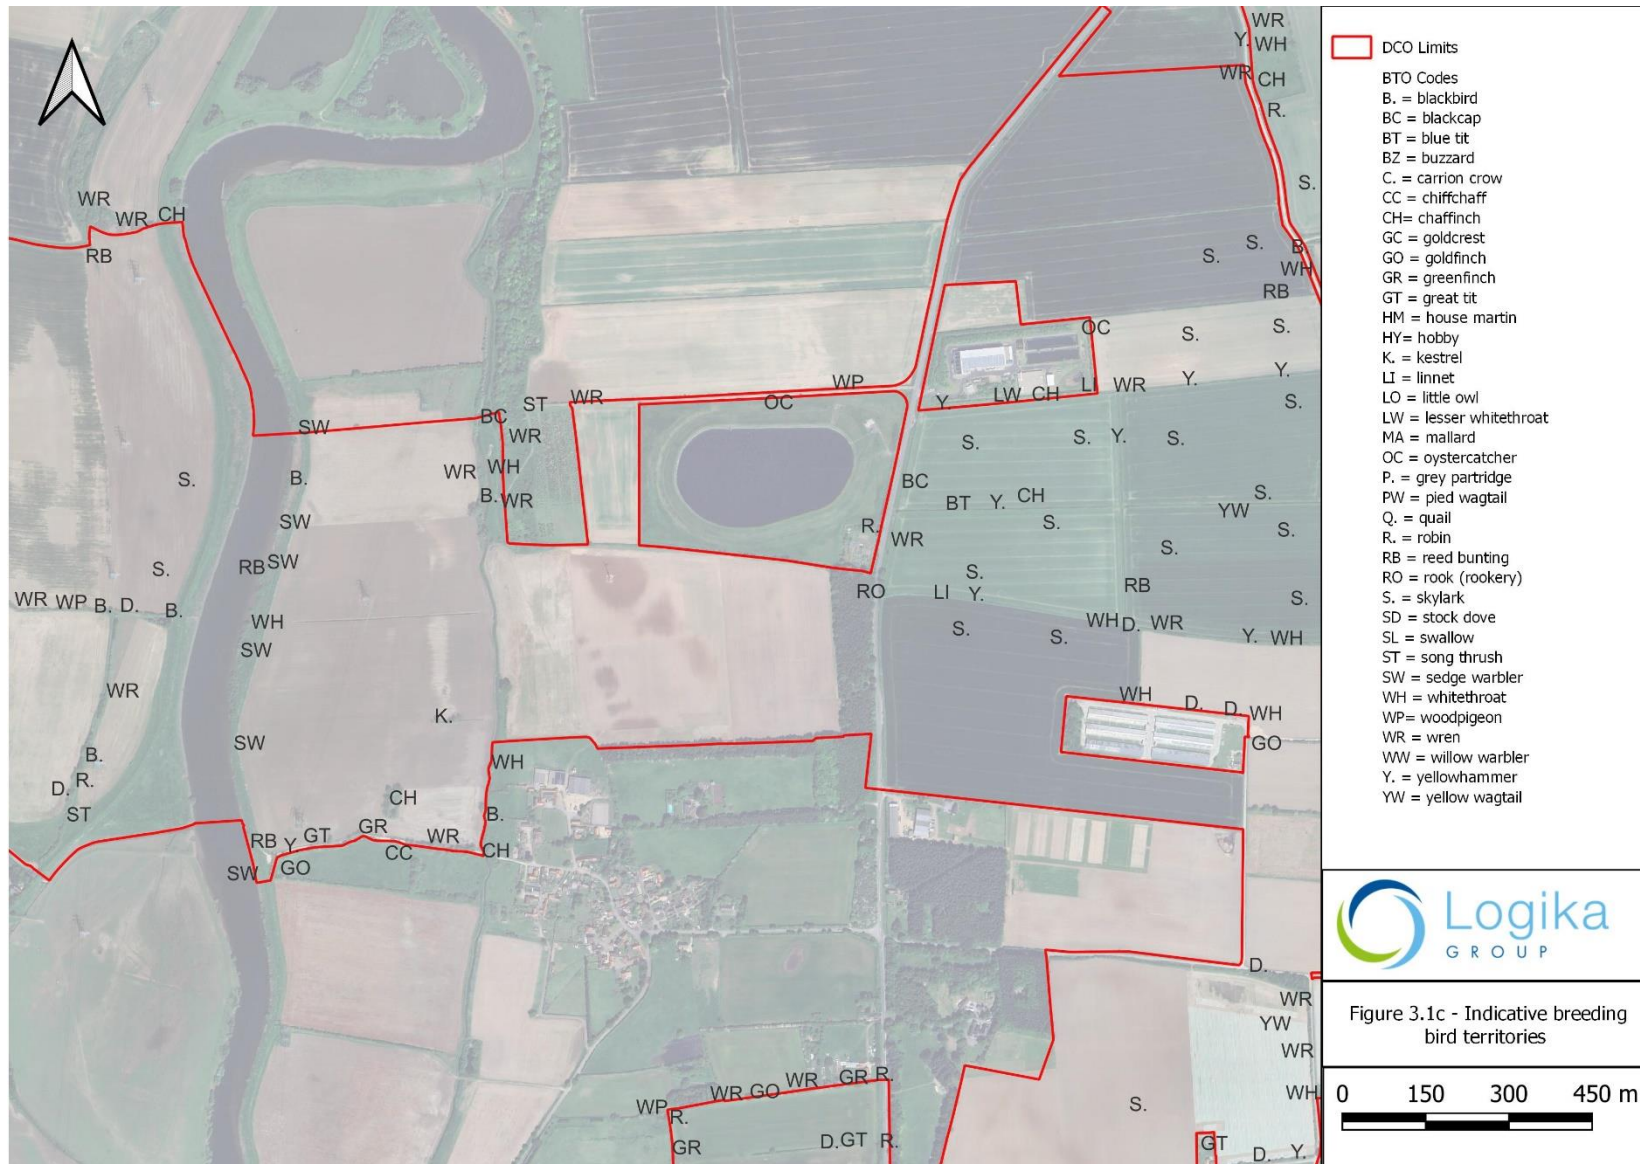 WR
Y. WH
WR CH
R.
S.
WR
WR CH
RB
S. S. B.
WH
RB
OC S. S.
WP
LI WR Y. Y.
LW CH
ST WR OC Y. S.
SW BC
WR S. S. Y. S.
WR WH
S. B. BC
B. WR BT Y. CH S.
SW YW
R. S. S.
WR S.
RB SW
S. S. RB
WR WP B. D. B. RO LI Y. S.
WH WH D. WR
S. S. Y. WH
SW
WR WH D. D. WH
K.
SW GO
B. WH
R.
D. CH
ST B.
RB Y. GT GR WR
CC CH
SW GO
D.
WR
YW
WR
GR R.
WR GO WR WH
WP R. S.
GR D. GT R. GT
D. Y.
DCO Limits
BTO Codes
B. = blackbird
BC = blackcap
BT = blue tit
BZ = buzzard
C. = carrion crow
CC = chiffchaff
CH= chaffinch
GC = goldcrest
GO = goldfinch
GR = greenfinch
GT = great tit
HM = house martin
HY= hobby
K. = kestrel
LI = linnet
LO = little owl
LW = lesser whitethroat
MA = mallard
OC = oystercatcher
P. = grey partridge
PW = pied wagtail
Q. = quail
R. = robin
RB = reed bunting
RO = rook (rookery)
S. = skylark
SD = stock dove
SL = swallow
ST = song thrush
SW = sedge warbler
WH = whitethroat
WP= woodpigeon
WR = wren
WW = willow warbler
Y. = yellowhammer
YW = yellow wagtail
Logika
GROUP
Figure 3.1c - Indicative breeding
bird territories
0 150 300 450 m